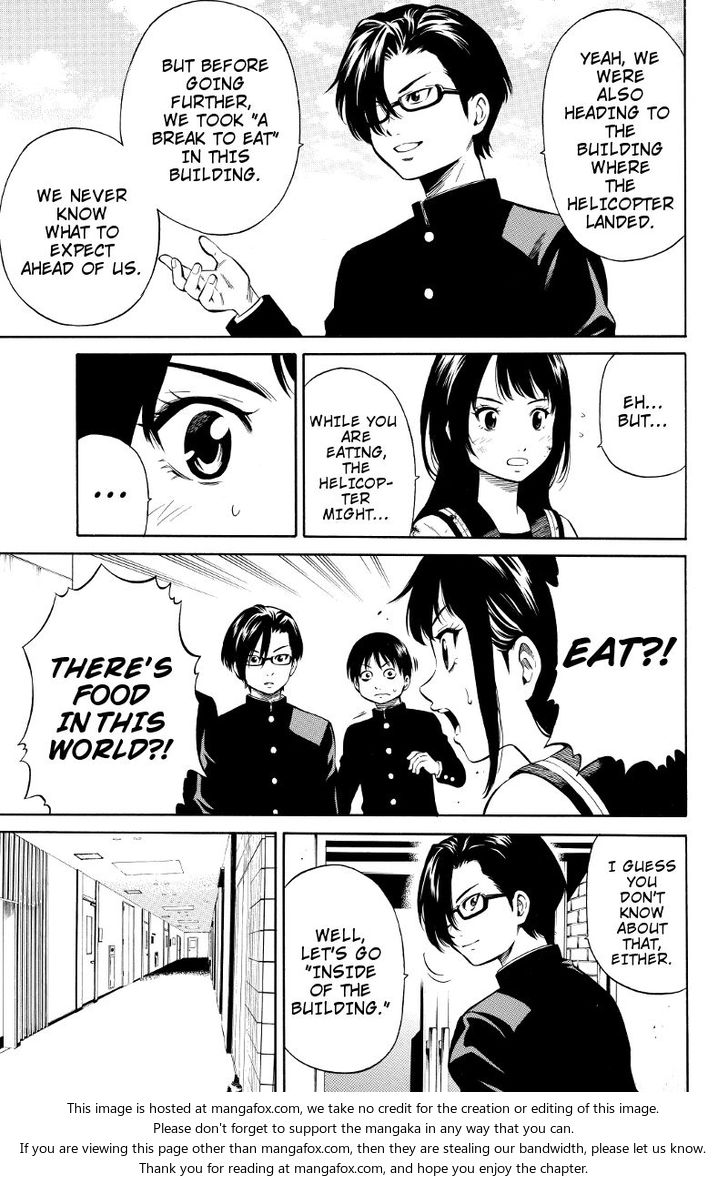 YEAH, WE
WERE
ALSO
HEADING TO
THE
BUILDING
WHERE
THE
HELICOPTER
LANDED.
BUT BEFORE
GOING
FURTHER,
WE TOOK "A
BREAK TO EAT"
IN THIS
BUILDING.
WE NEVER
KNOW
WHAT TO
EXPECT
AHEAD OF US.
EH...
BUT...
WHILE YOU
ARE
EATING,
THE
HELICOP-
TER
MIGHT...
...
EAT?!
THERE'S
FOOD
IN THIS
WORLD?!
I GUESS
YOU
DON'T
KNOW
ABOUT
THAT,
EITHER.
WELL,
LET'S GO
"INSIDE
OF THE
BUILDING."
This image is hosted at mangafox.com, we take no credit for the creation or editing of this image.
Please don't forget to support the mangaka in any way that you can.
If you are viewing this page other than mangafox.com, then they are stealing our bandwidth, please let us know.
Thank you for reading at mangafox.com, and hope you enjoy the chapter.